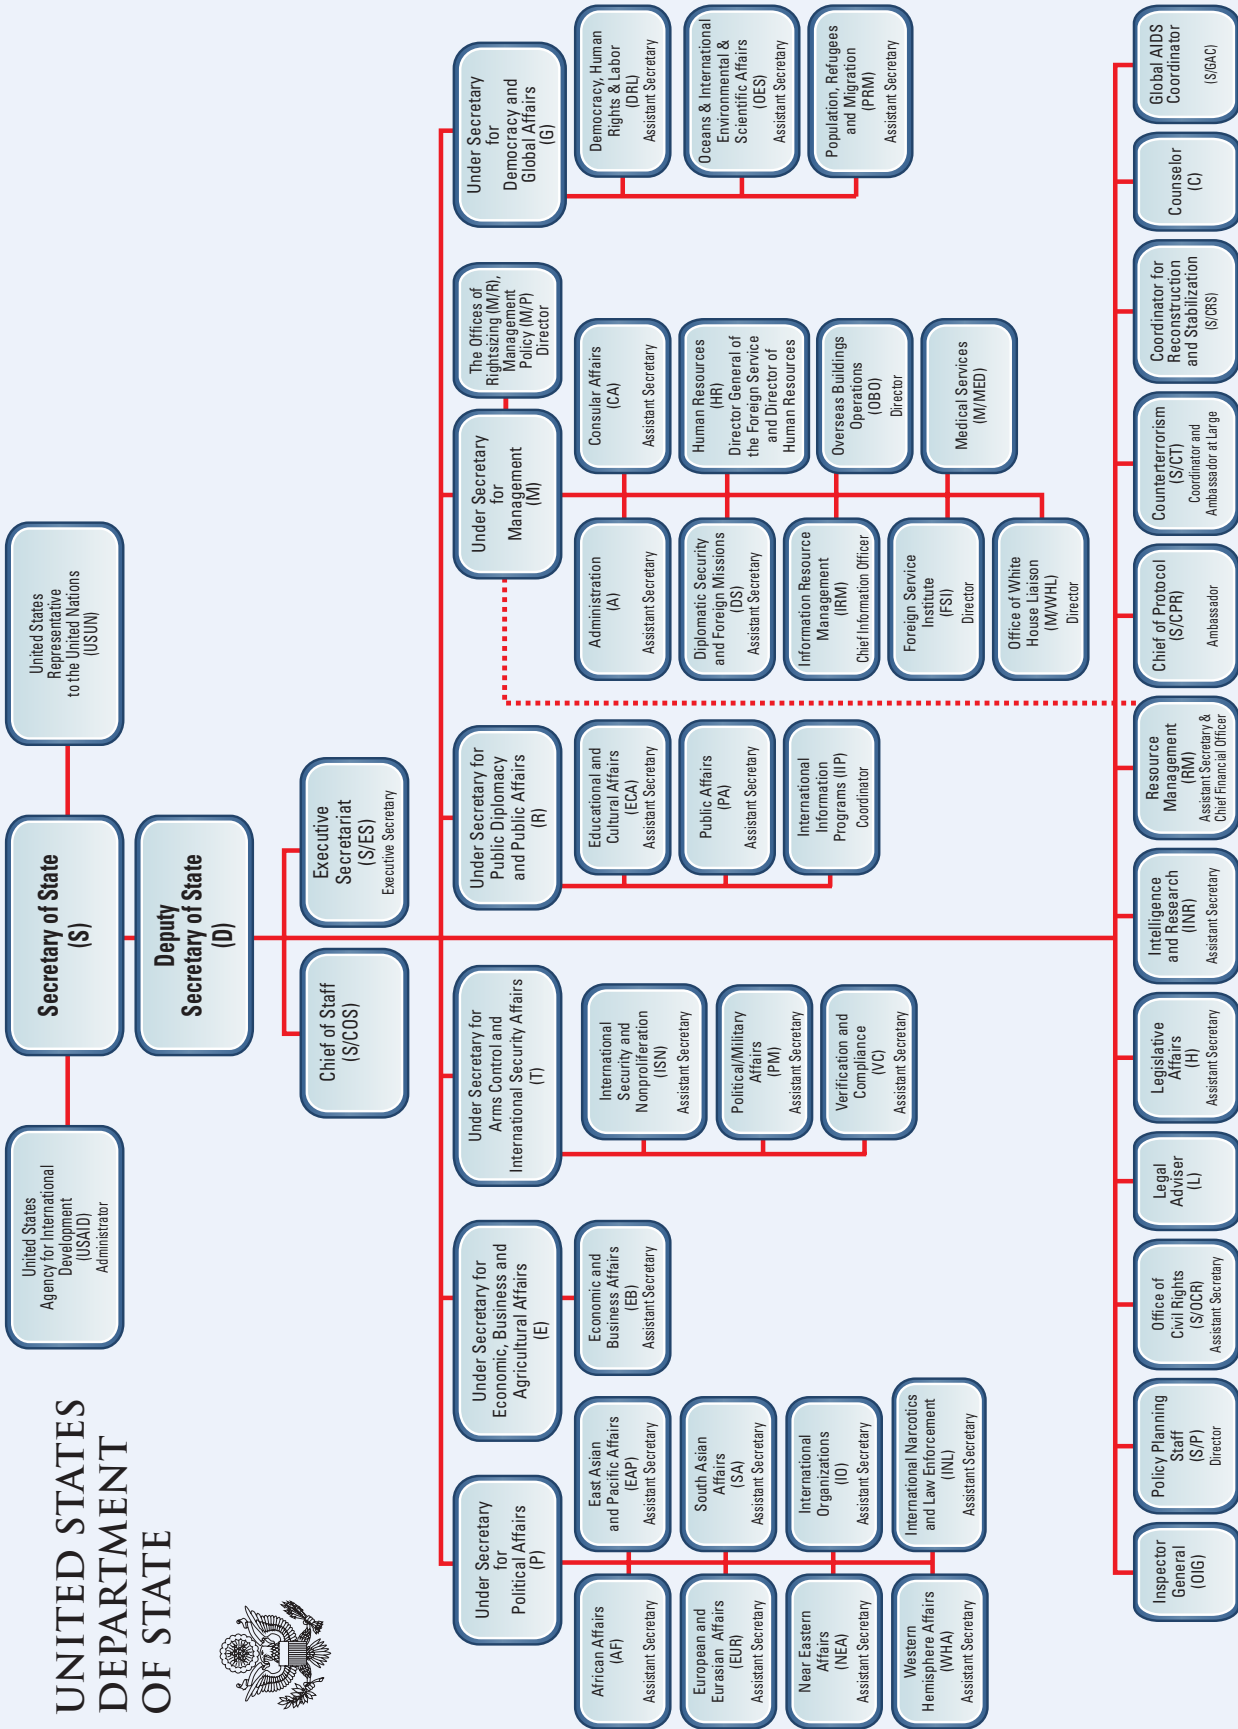 UNITED STATES
DEPARTMENT
OF STATE
United States
Agency for International
Development
(USAID)
Administrator
Secretary of State
(S)
United States
Representative
to the United Nations
(USUN)
Deputy
Secretary of State
(D)
Chief of Staff
(S/COS)
Executive
Secretariat
(S/ES)
Executive Secretary
Under Secretary
for
Political Affairs
(P)
Under Secretary for
Economic, Business and
Agricultural Affairs
(E)
Under Secretary for
Arms Control and
International Security Affairs
(T)
Under Secretary for
Public Diplomacy
and Public Affairs
(R)
Under Secretary
for
Management
(M)
The Offices of
Rightsizing (M/R),
Management
Policy (M/P)
Director
Under Secretary
for
Democracy and
Global Affairs
(G)
African Affairs
(AF)
Assistant Secretary
East Asian
and Pacific Affairs
(EAP)
Assistant Secretary
European and
Eurasian Affairs
(EUR)
Assistant Secretary
South Asian
Affairs
(SA)
Assistant Secretary
Near Eastern
Affairs
(NEA)
Assistant Secretary
International
Organizations
(IO)
Assistant Secretary
Western
Hemisphere Affairs
(WHA)
Assistant Secretary
International Narcotics
and Law Enforcement
(INL)
Assistant Secretary
Economic and
Business Affairs
(EB)
Assistant Secretary
International
Security and
Nonproliferation
(ISN)
Assistant Secretary
Political/Military
Affairs
(PM)
Assistant Secretary
Verification and
Compliance
(VC)
Assistant Secretary
Educational and
Cultural Affairs
(ECA)
Assistant Secretary
Public Affairs
(PA)
Assistant Secretary
International
Information
Programs (IIP)
Coordinator
Administration
(A)
Assistant Secretary
Consular Affairs
(CA)
Assistant Secretary
Diplomatic Security
and Foreign Missions
(DS)
Assistant Secretary
Human Resources
(HR)
Director General of
the Foreign Service
and Director of
Human Resources
Information Resource
Management
(IRM)
Chief Information Officer
Overseas Buildings
Operations
(OBO)
Director
Foreign Service
Institute
(FSI)
Director
Medical Services
(M/MED)
Office of White
House Liaison
(M/WHL)
Director
Democracy, Human
Rights & Labor
(DRL)
Assistant Secretary
Oceans & International
Environmental &
Scientific Affairs
(OES)
Assistant Secretary
Population, Refugees
and Migration
(PRM)
Assistant Secretary
Inspector
General
(OIG)
Policy Planning
Staff
(S/P)
Director
Office of
Civil Rights
(S/OCR)
Assistant Secretary
Legal
Adviser
(L)
Legislative
Affairs
(H)
Assistant Secretary
Intelligence
and Research
(INR)
Assistant Secretary
Resource
Management
(RM)
Assistant Secretary &
Chief Financial Officer
Chief of Protocol
(S/CPR)
Ambassador
Counterterrorism
(S/CT)
Coordinator and
Ambassador at Large
Coordinator for
Reconstruction
and Stabilization
(S/CRS)
Counselor
(C)
Global AIDS
Coordinator
(S/GAC)